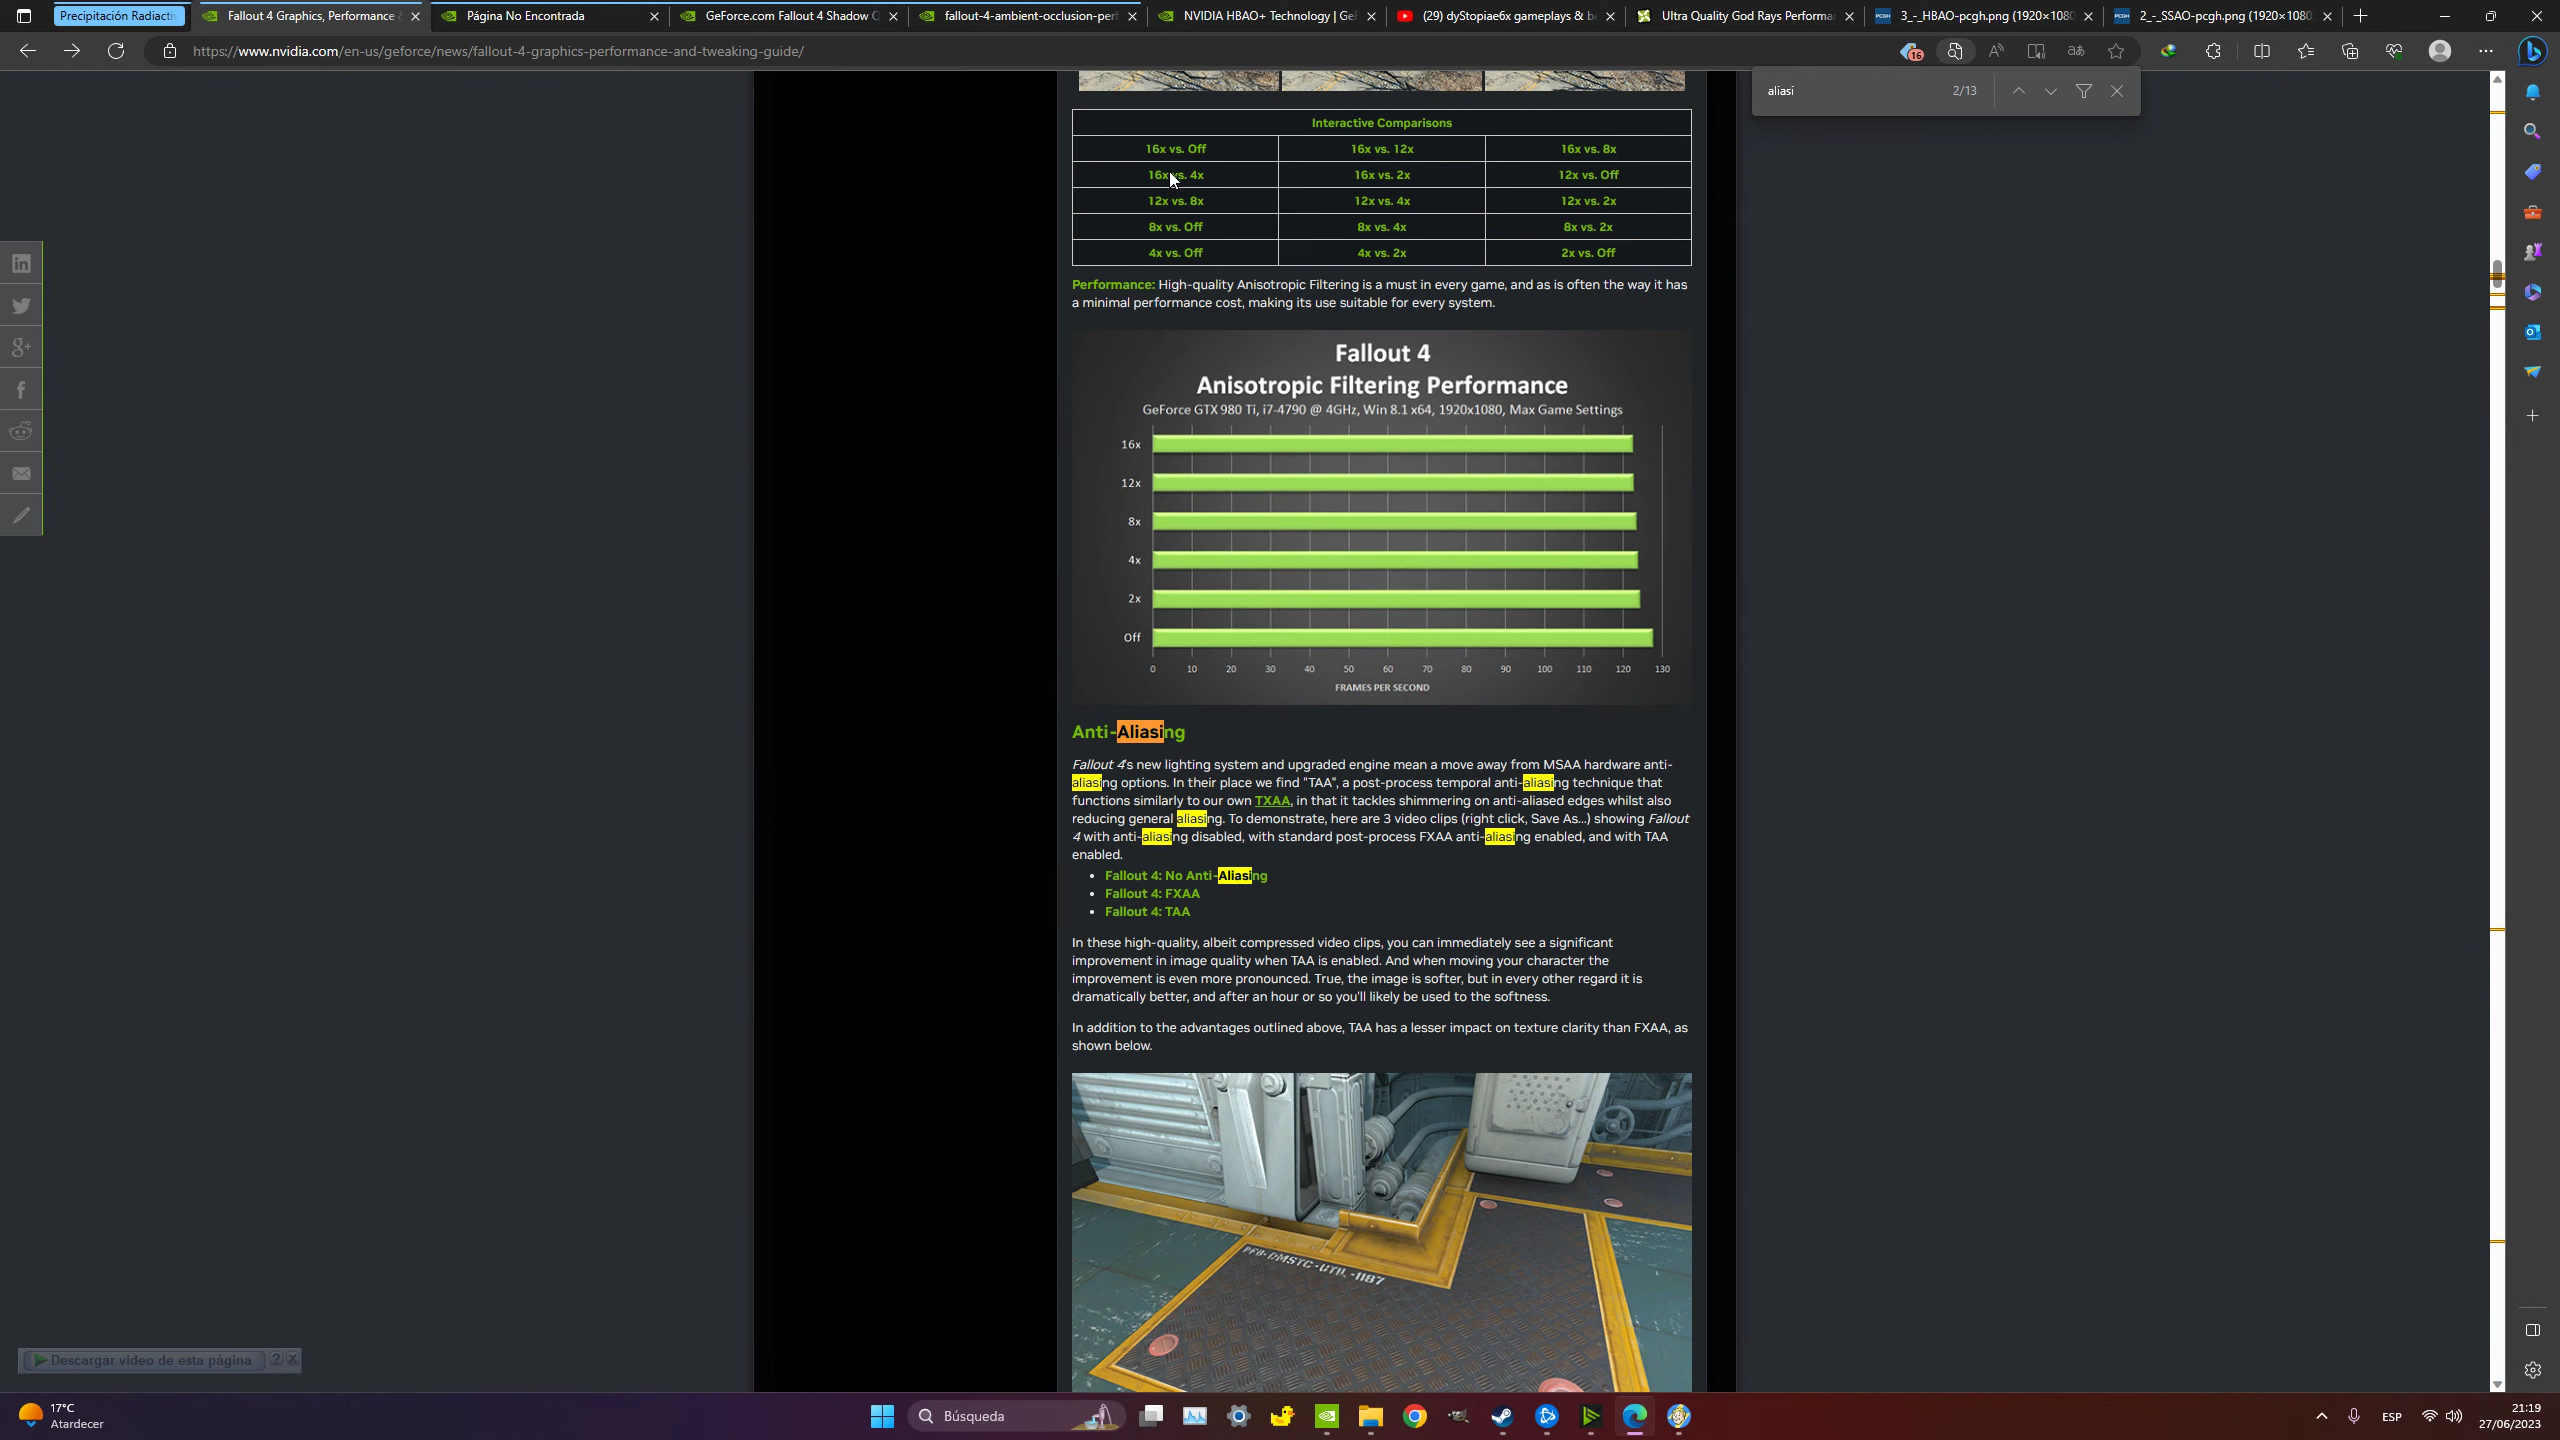 Precipitación Radiacti
Fallout 4 Graphics, Performance &
Página No Encontrada
GeForce.com Fallout 4 Shadow Q
fallout-4-ambient-occlusion-perf
NVIDIA HBAO+ Technology | GeF
(29) dyStopiae6x gameplays & be
Ultra Quality God Rays Performan
3_-_HBAO-pcgh.png (1920×1080
2_-_SSAO-pcgh.png (1920×1080
https://www.nvidia.com/en-us/geforce/news/fallout-4-graphics-performance-and-tweaking-guide/
16
aliasi
2/13
Interactive Comparisons
16x vs. Off 16x vs. 12x 16x vs. 8x
16x vs. 4x 16x vs. 2x 12x vs. Off
12x vs. 8x 12x vs. 4x 12x vs. 2x
8x vs. Off 8x vs. 4x 8x vs. 2x
4x vs. Off 4x vs. 2x 2x vs. Off
Performance: High-quality Anisotropic Filtering is a must in every game, and as is often the way it has
a minimal performance cost, making its use suitable for every system.
Fallout 4
Anisotropic Filtering Performance
GeForce GTX 980 Ti, i7-4790 @ 4GHz, Win 8.1 x64, 1920x1080, Max Game Settings
16x
12x
8x
4x
2x
Off
0 10 20 30 40 50 60 70 80 90 100 110 120 130
FRAMES PER SECOND
Anti-Aliasing
Fallout 4's new lighting system and upgraded engine mean a move away from MSAA hardware anti-
aliasing options. In their place we find "TAA", a post-process temporal anti-aliasing technique that
functions similarly to our own TXAA, in that it tackles shimmering on anti-aliased edges whilst also
reducing general aliasing. To demonstrate, here are 3 video clips (right click, Save As...) showing Fallout
4 with anti-aliasing disabled, with standard post-process FXAA anti-aliasing enabled, and with TAA
enabled.
• Fallout 4: No Anti-Aliasing
• Fallout 4: FXAA
• Fallout 4: TAA
In these high-quality, albeit compressed video clips, you can immediately see a significant
improvement in image quality when TAA is enabled. And when moving your character the
improvement is even more pronounced. True, the image is softer, but in every other regard it is
dramatically better, and after an hour or so you'll likely be used to the softness.
In addition to the advantages outlined above, TAA has a lesser impact on texture clarity than FXAA, as
shown below.
PF0-DMSTC-UTIL-1187
Descargar video de esta página
17°C
Atardecer
Búsqueda
ESP
21:19
27/06/2023